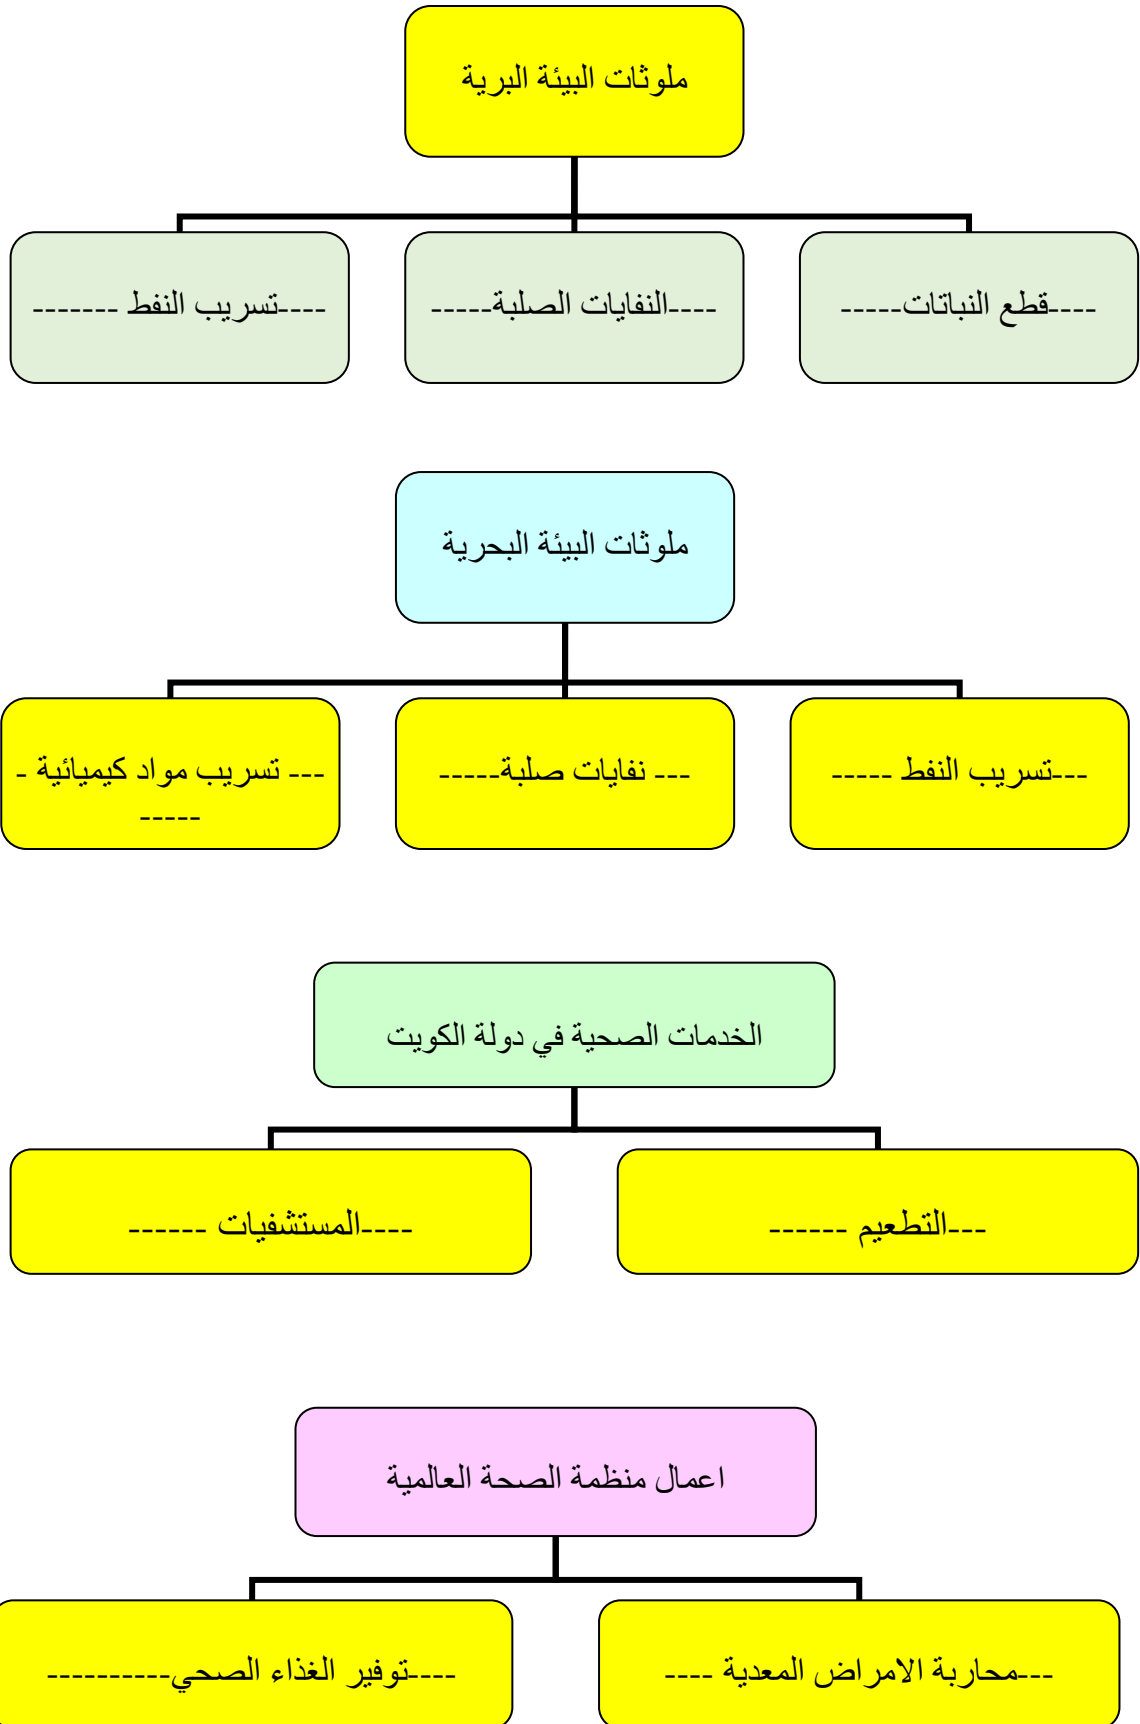 ملوثات البيئة البرية
----قطع النباتات-----
----النفايات الصلبة-----
----تسريب النفط -------
ملوثات البيئة البحرية
---تسريب النفط -----
--- نفايات صلبة-----
--- تسريب مواد كيميائية -
-----
الخدمات الصحية في دولة الكويت
---التطعيم ------
----المستشفيات ------
اعمال منظمة الصحة العالمية
---محاربة الامراض المعدية ----
----توفير الغذاء الصحي----------